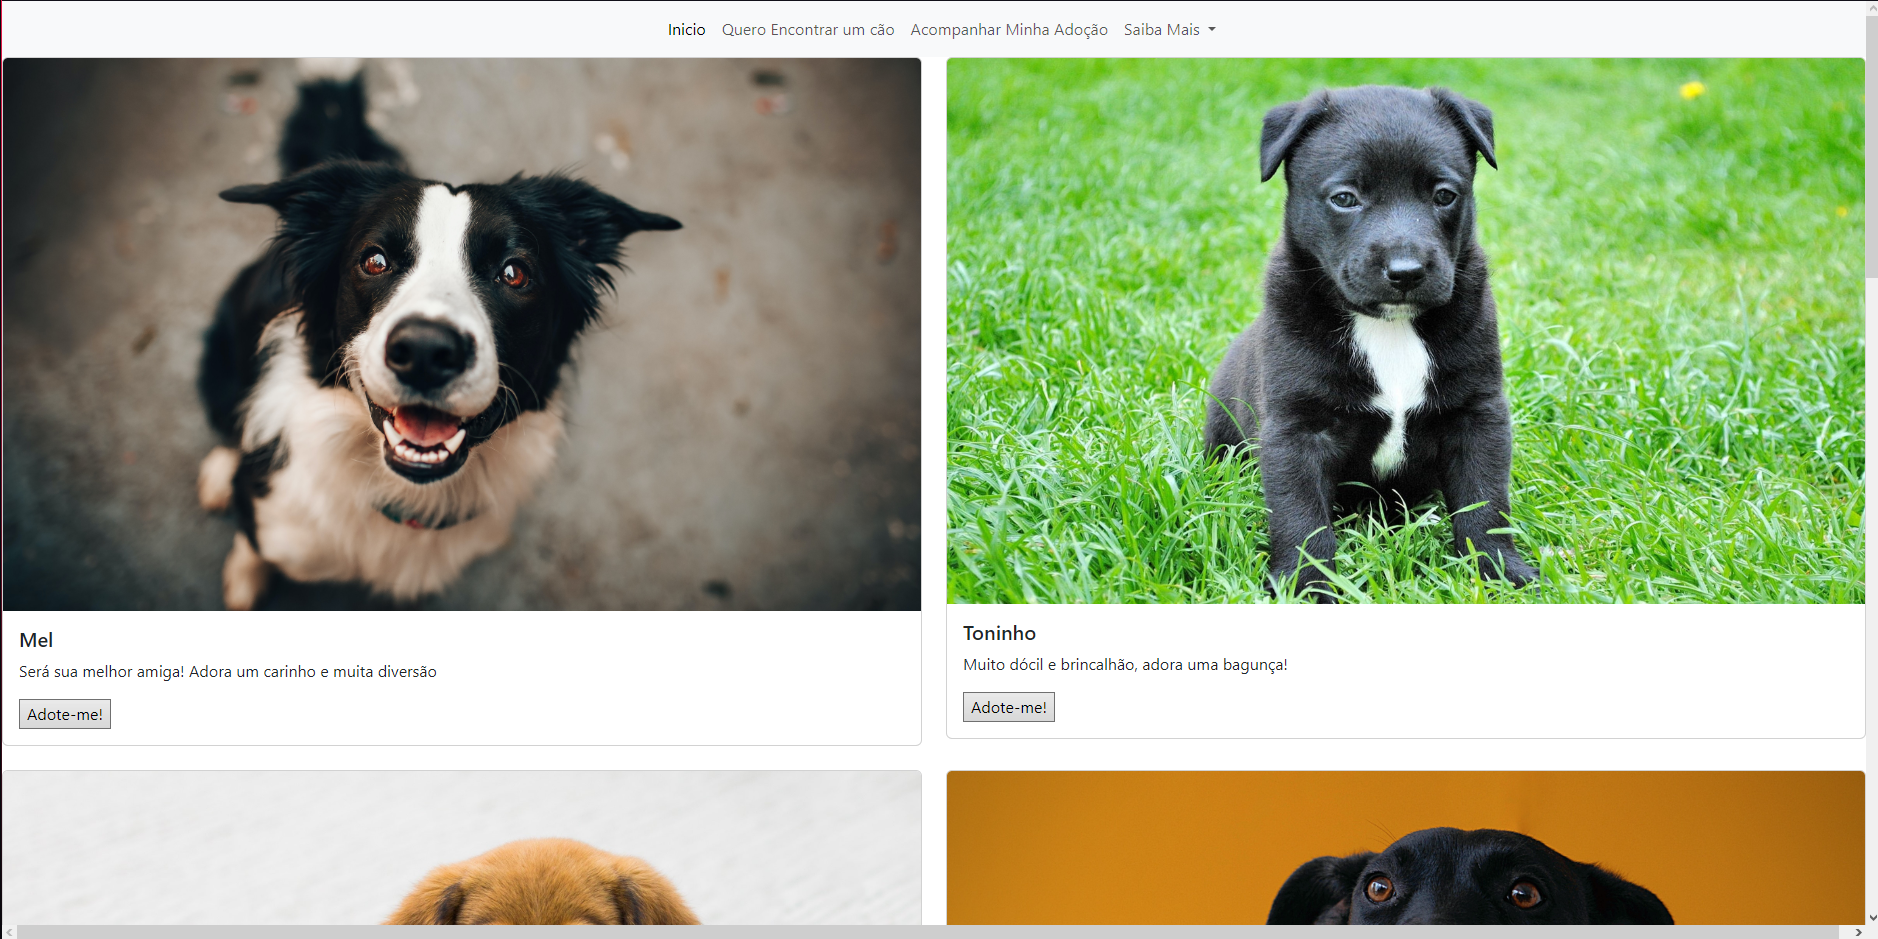 Inicio Quero Encontrar um cão Acompanhar Minha Adoção Saiba Mais
Mel
Será sua melhor amiga! Adora um carinho e muita diversão
Adote-me!
Toninho
Muito dócil e brincalhão, adora uma bagunça!
Adote-me!